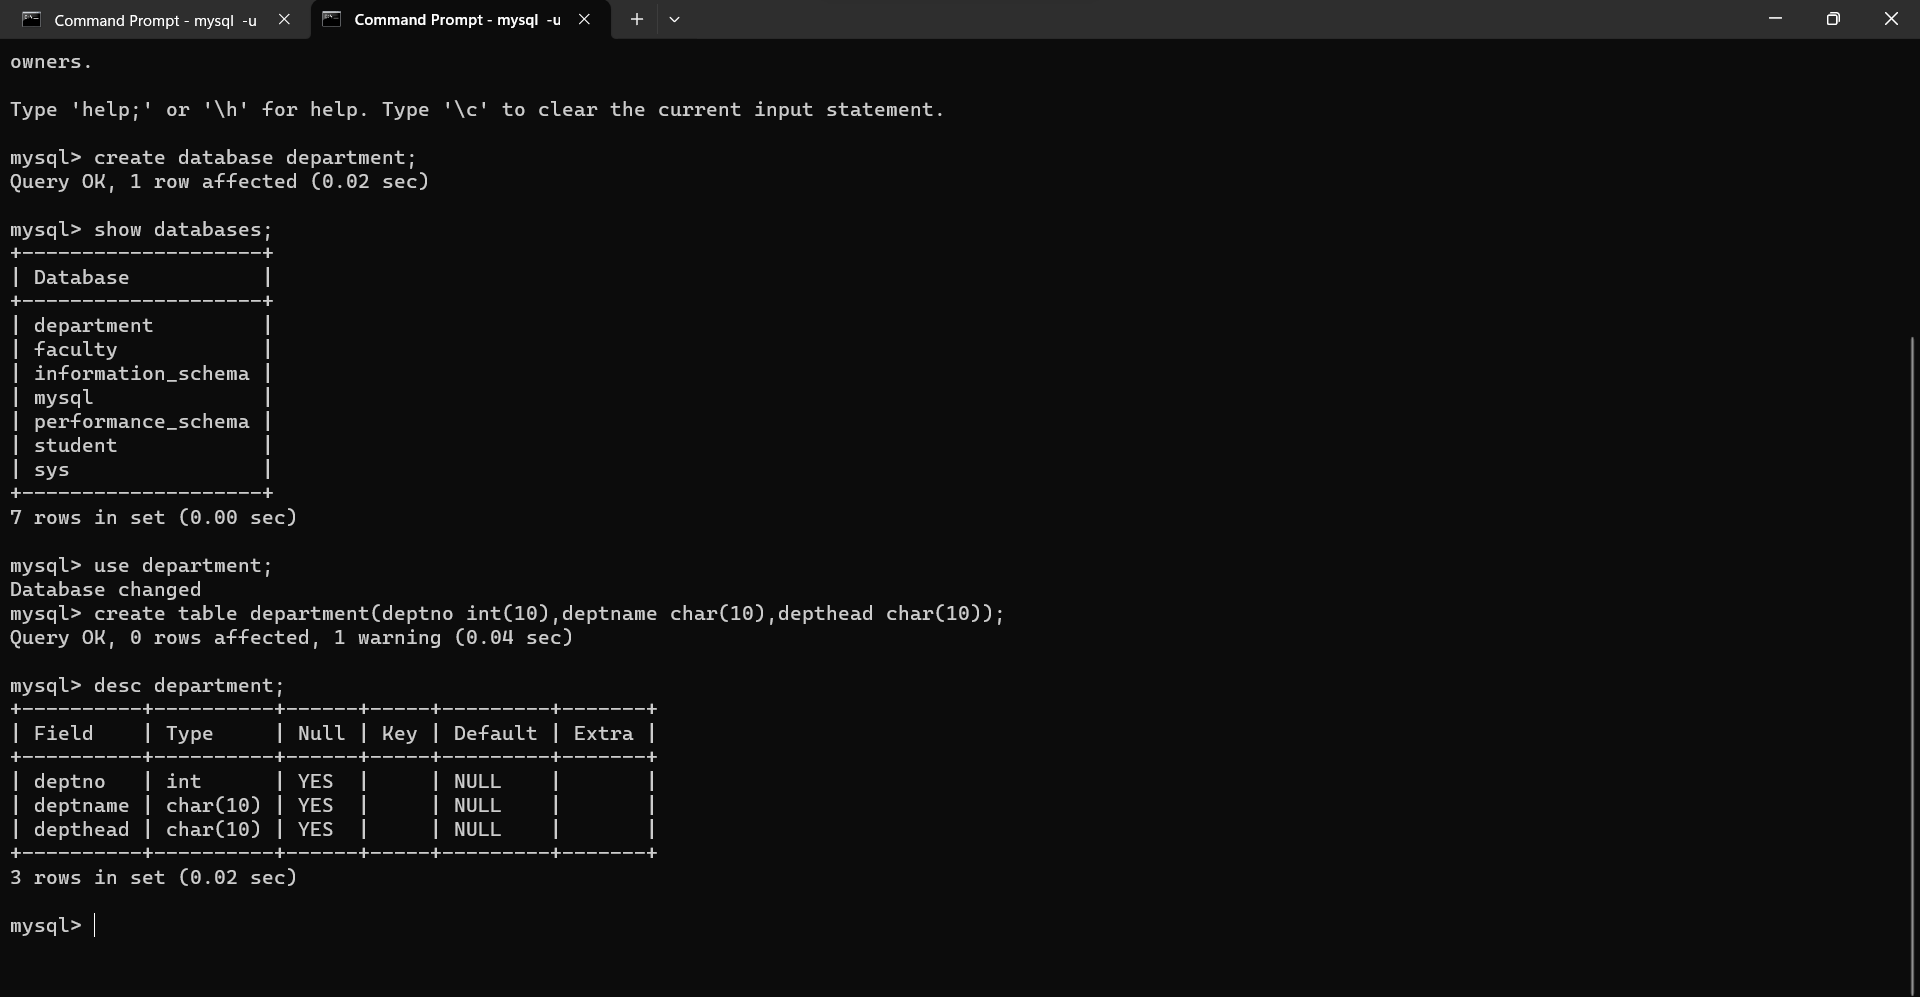 Command Prompt - mysql  -u
Command Prompt - mysql  -u
owners.
Type 'help;' or '\h' for help. Type '\c' to clear the current input statement.
mysql> create database department;
Query OK, 1 row affected (0.02 sec)
mysql> show databases;
+--------------------+
| Database           |
+--------------------+
| department         |
| faculty            |
| information_schema |
| mysql              |
| performance_schema |
| student            |
| sys                |
+--------------------+
7 rows in set (0.00 sec)
mysql> use department;
Database changed
mysql> create table department(deptno int(10),deptname char(10),depthead char(10));
Query OK, 0 rows affected, 1 warning (0.04 sec)
mysql> desc department;
+----------+----------+------+-----+---------+-------+
| Field    | Type     | Null | Key | Default | Extra |
+----------+----------+------+-----+---------+-------+
| deptno   | int      | YES  |     | NULL    |       |
| deptname | char(10) | YES  |     | NULL    |       |
| depthead | char(10) | YES  |     | NULL    |       |
+----------+----------+------+-----+---------+-------+
3 rows in set (0.02 sec)
mysql>